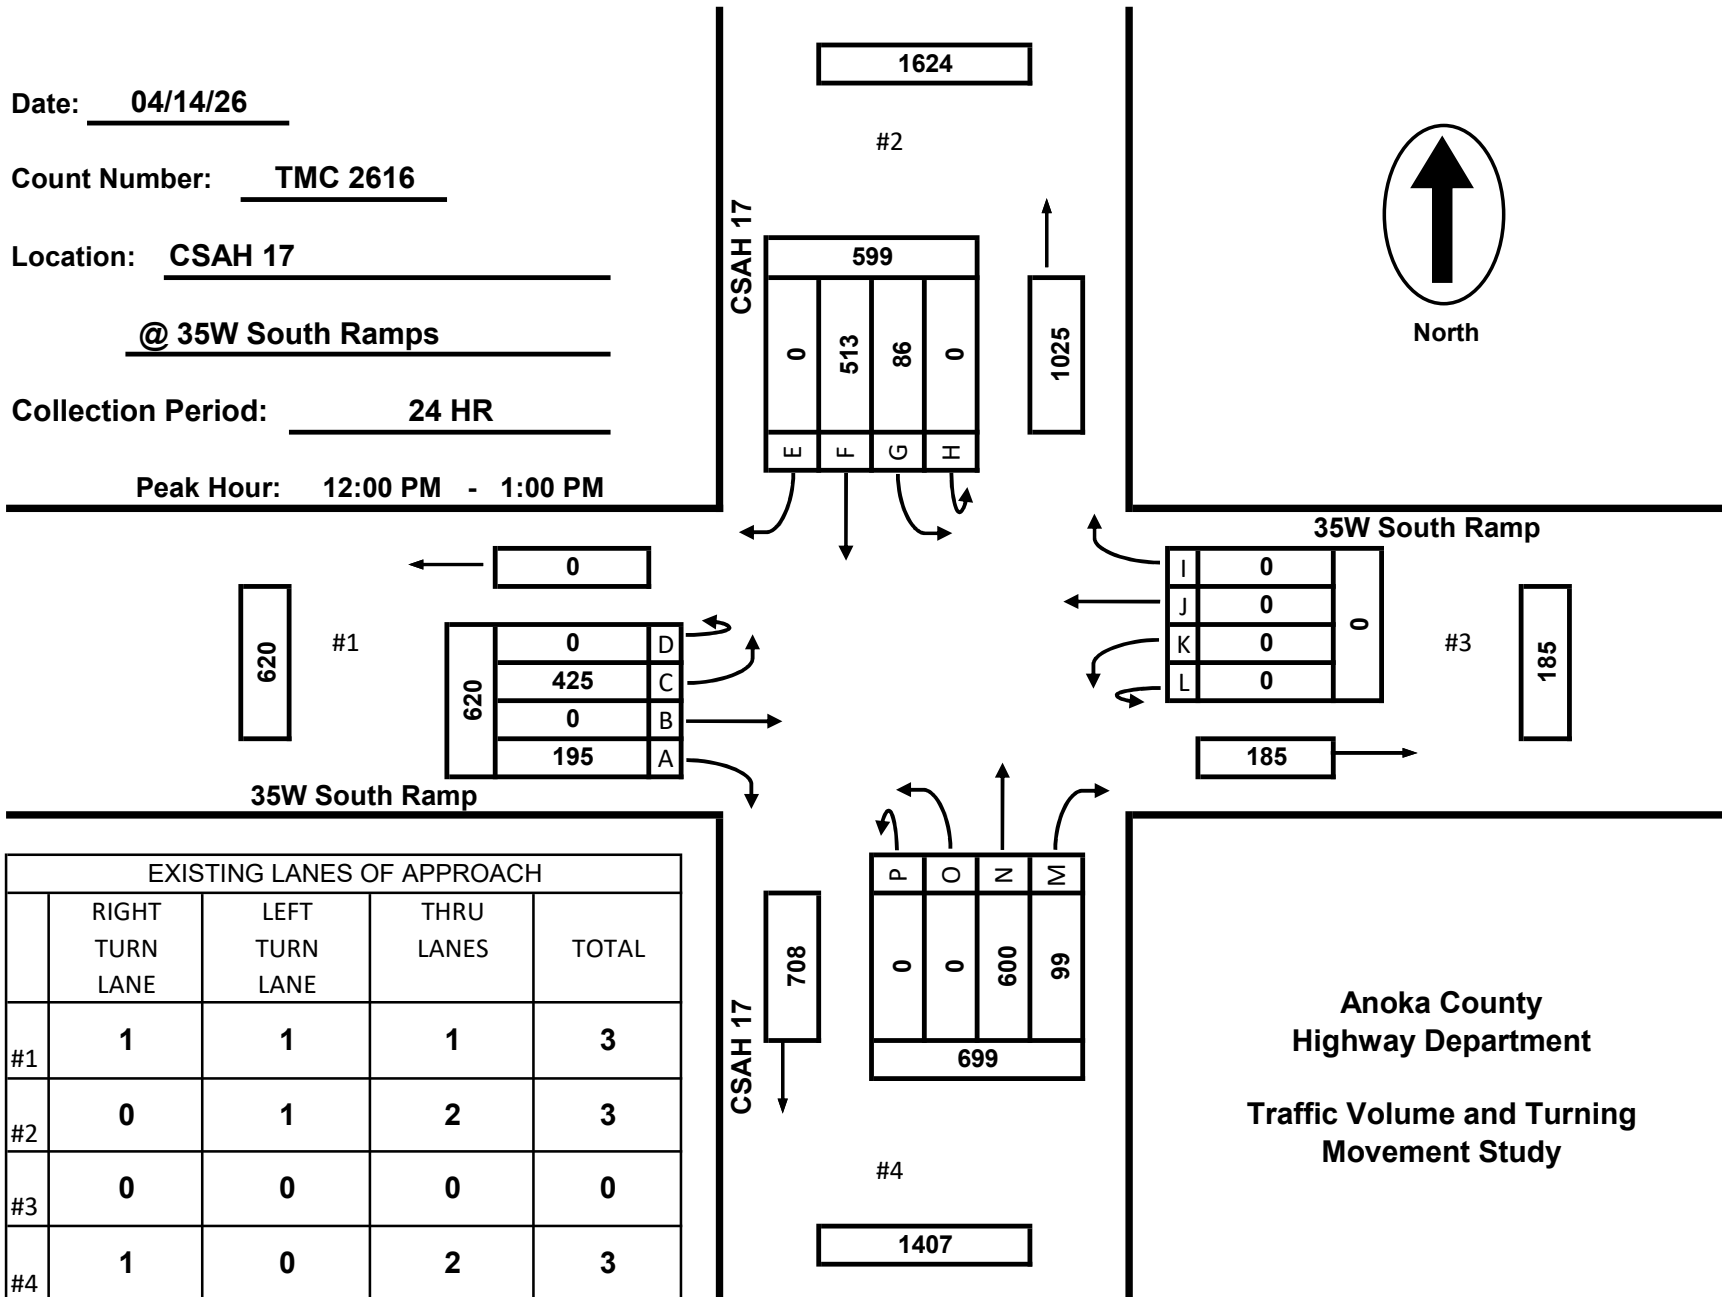 Date: 04/14/26
Count Number: TMC 2616
Location: CSAH 17
@ 35W South Ramps
Collection Period: 24 HR
Peak Hour: 12:00 PM - 1:00 PM
1624
#2
CSAH 17
599
0 513 86 0
E F G H
1025
North
35W South Ramp
0
620
#1
620
0 D
425 C
0 B
195 A
35W South Ramp
I 0
J 0
K 0
L 0
0
#3
185
185
EXISTING LANES OF APPROACH
RIGHT TURN LANE LEFT TURN LANE THRU LANES TOTAL
#1 1 1 1 3
#2 0 1 2 3
#3 0 0 0 0
#4 1 0 2 3
708
CSAH 17
P O N M
0 0 600 99
699
#4
1407
Anoka County
Highway Department
Traffic Volume and Turning
Movement Study